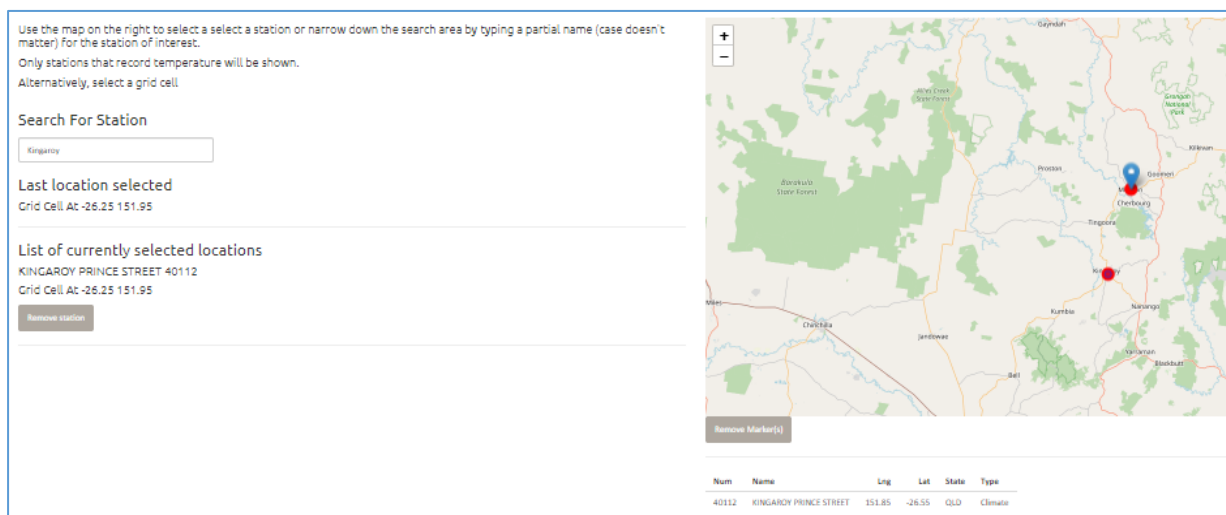 Use the map on the right to select a select a station or narrow down the search area by typing a partial name (case doesn't
matter) for the station of interest.
Only stations that record temperature will be shown.
Alternatively, select a grid cell
Search For Station
Kingaroy
Last location selected
Grid Cell At -26.25 151.95
List of currently selected locations
KINGAROY PRINCE STREET 40112
Grid Cell At -26.25 151.95
Remove station
+
−
Gayndah
Allies Creek
State Forest
National
Park
Kilkivan
Proston
Goomeri
Barakula
State Forest
Cherbourg
Tingoora
Miles
Chinchilla
Kumbia
Nanango
Jandowae
Yarraman
Blackbutt
Bell
Remove Marker(s)
Num Name Lng Lat State Type
40112 KINGAROY PRINCE STREET 151.85 -26.55 QLD Climate